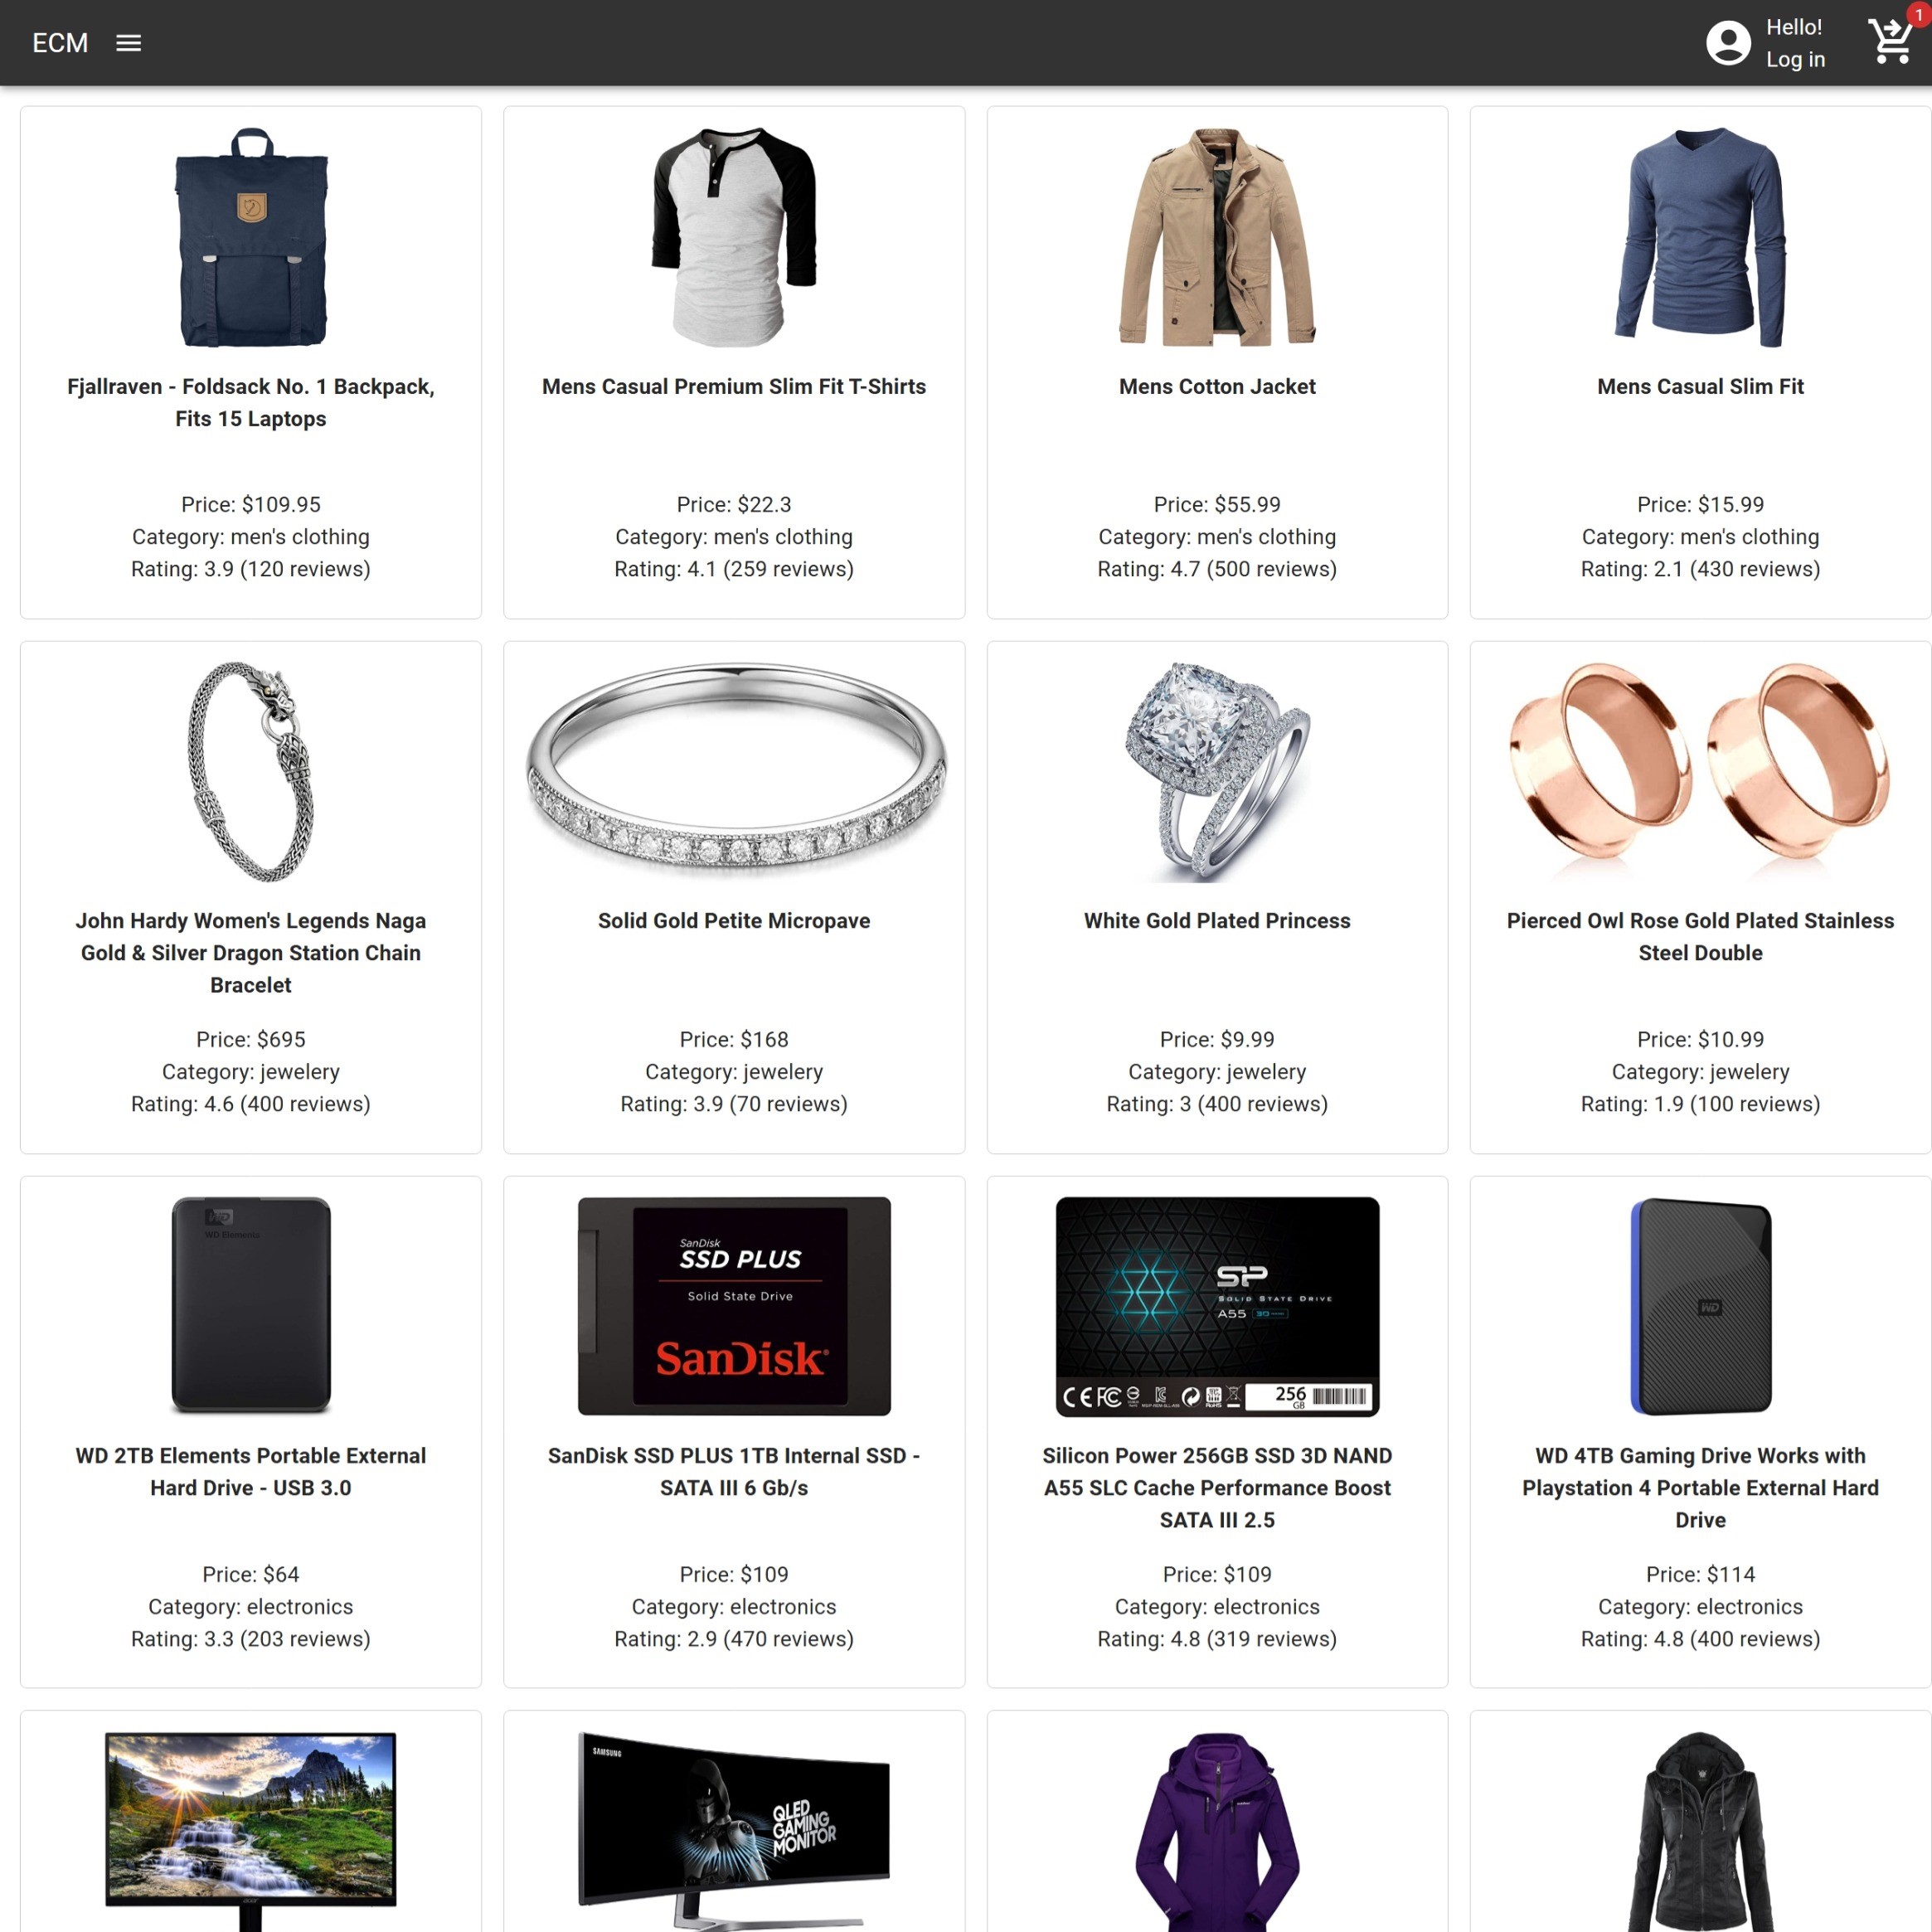 ECM
Hello!
Log in
1
Fjallraven - Foldsack No. 1 Backpack,
Fits 15 Laptops
Price: $109.95
Category: men's clothing
Rating: 3.9 (120 reviews)
Mens Casual Premium Slim Fit T-Shirts
Price: $22.3
Category: men's clothing
Rating: 4.1 (259 reviews)
Mens Cotton Jacket
Price: $55.99
Category: men's clothing
Rating: 4.7 (500 reviews)
Mens Casual Slim Fit
Price: $15.99
Category: men's clothing
Rating: 2.1 (430 reviews)
John Hardy Women's Legends Naga
Gold & Silver Dragon Station Chain
Bracelet
Price: $695
Category: jewelery
Rating: 4.6 (400 reviews)
Solid Gold Petite Micropave
Price: $168
Category: jewelery
Rating: 3.9 (70 reviews)
White Gold Plated Princess
Price: $9.99
Category: jewelery
Rating: 3 (400 reviews)
Pierced Owl Rose Gold Plated Stainless
Steel Double
Price: $10.99
Category: jewelery
Rating: 1.9 (100 reviews)
WD
WD Elements
WD 2TB Elements Portable External
Hard Drive - USB 3.0
Price: $64
Category: electronics
Rating: 3.3 (203 reviews)
SanDisk
SSD PLUS
Solid State Drive
SanDisk
SanDisk SSD PLUS 1TB Internal SSD -
SATA III 6 Gb/s
Price: $109
Category: electronics
Rating: 2.9 (470 reviews)
SP
SOLID STATE DRIVE
A55
256
GB
Silicon Power 256GB SSD 3D NAND
A55 SLC Cache Performance Boost
SATA III 2.5
Price: $109
Category: electronics
Rating: 4.8 (319 reviews)
WD
WD 4TB Gaming Drive Works with
Playstation 4 Portable External Hard
Drive
Price: $114
Category: electronics
Rating: 4.8 (400 reviews)
acer
SAMSUNG
QLED
GAMING
MONITOR